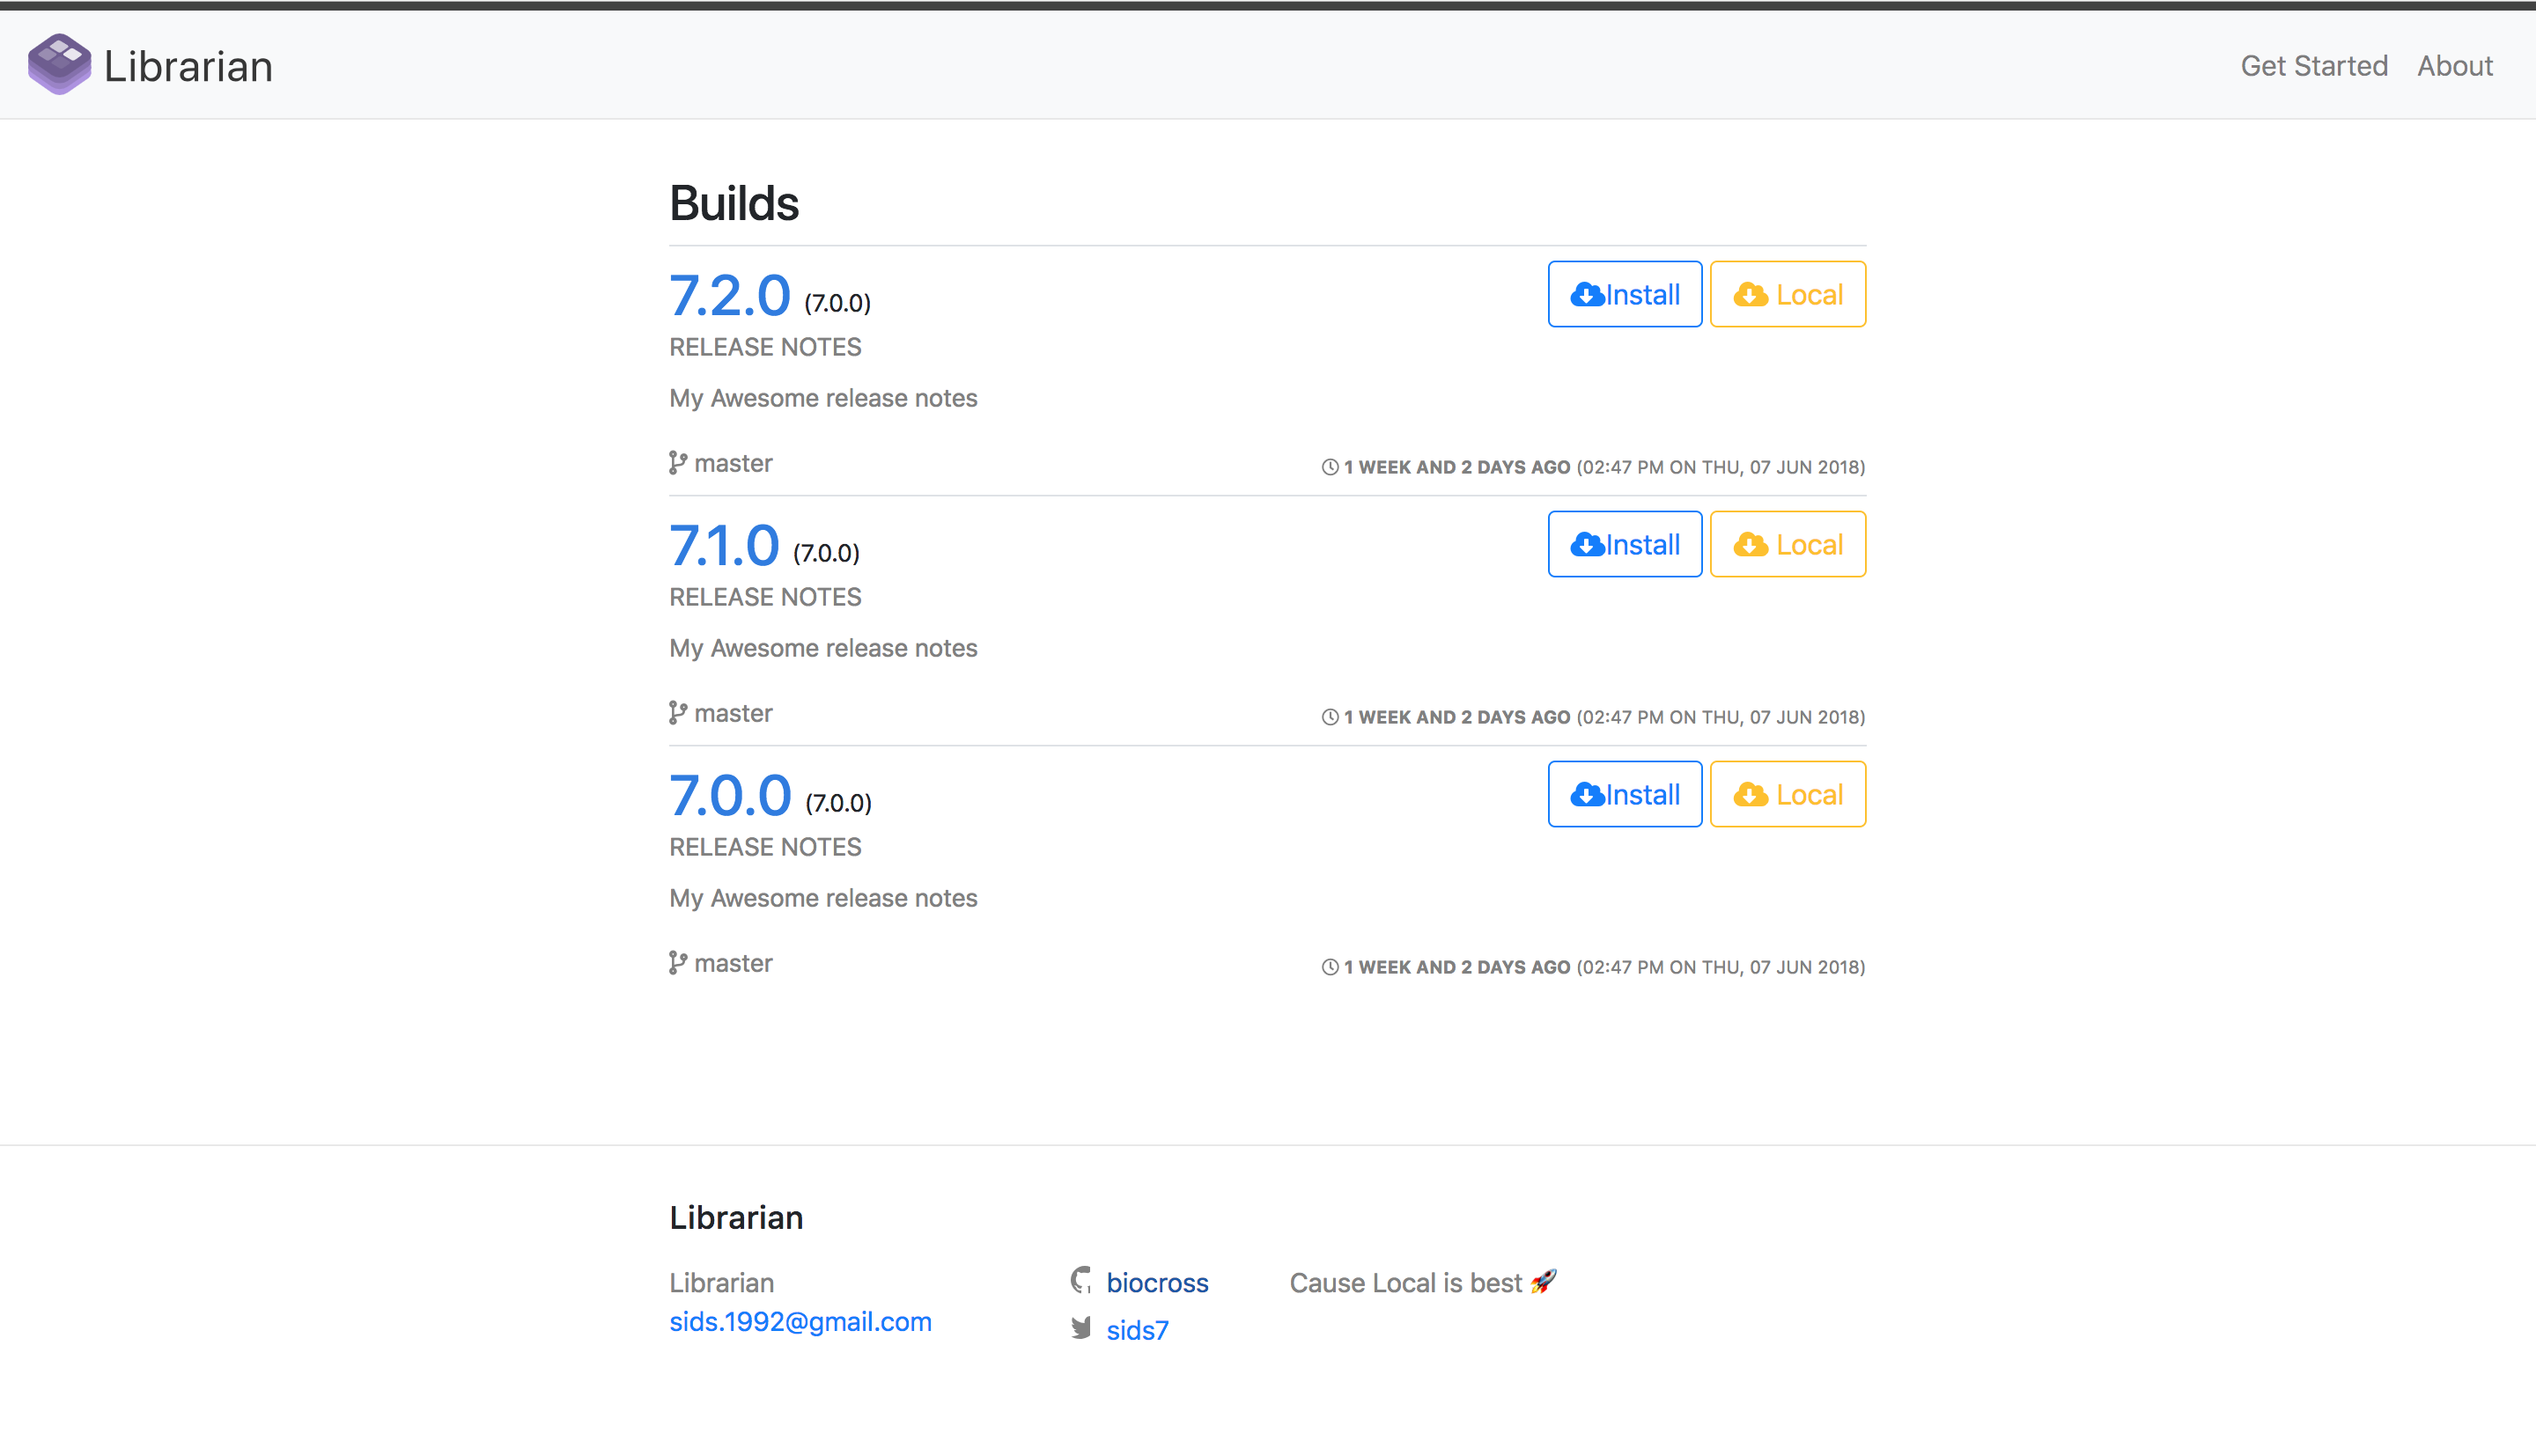 Librarian
Get Started About
Builds
7.2.0 (7.0.0)
Install Local
RELEASE NOTES
My Awesome release notes
master
1 WEEK AND 2 DAYS AGO (02:47 PM ON THU, 07 JUN 2018)
7.1.0 (7.0.0)
Install Local
RELEASE NOTES
My Awesome release notes
master
1 WEEK AND 2 DAYS AGO (02:47 PM ON THU, 07 JUN 2018)
7.0.0 (7.0.0)
Install Local
RELEASE NOTES
My Awesome release notes
master
1 WEEK AND 2 DAYS AGO (02:47 PM ON THU, 07 JUN 2018)
Librarian
Librarian
sids.1992@gmail.com
biocross
sids7
Cause Local is best 🚀